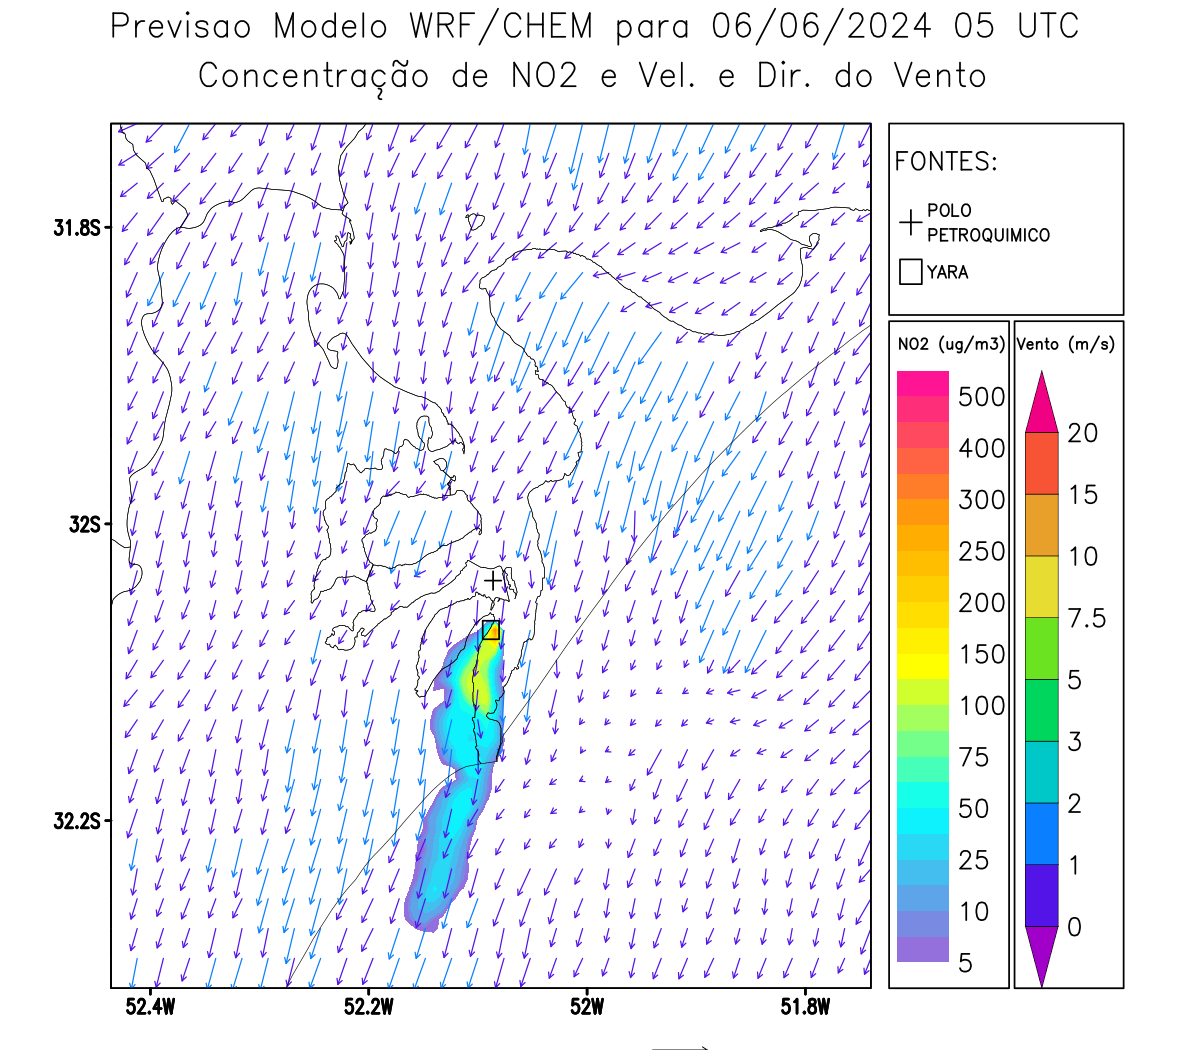 Previsao Modelo WRF/CHEM para 06/06/2024 05 UTC
Concentração de NO2 e Vel. e Dir. do Vento
FONTES:
POLO
PETROQUIMICO
YARA
NO2 (ug/m3)
500
400
300
250
200
150
100
75
50
25
10
5
Vento (m/s)
20
15
10
7.5
5
3
2
1
0
31.8S
32S
32.2S
52.4W
52.2W
52W
51.8W